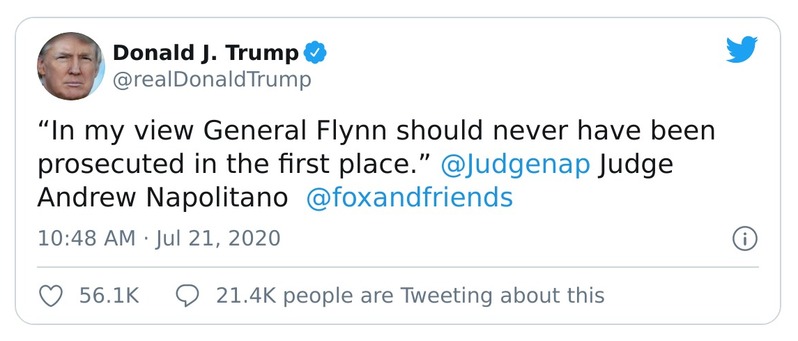 Donald J. Trump
@realDonaldTrump
“In my view General Flynn should never have been
prosecuted in the first place.” @Judgenap Judge
Andrew Napolitano  @foxandfriends
10:48 AM · Jul 21, 2020
56.1K 21.4K people are Tweeting about this